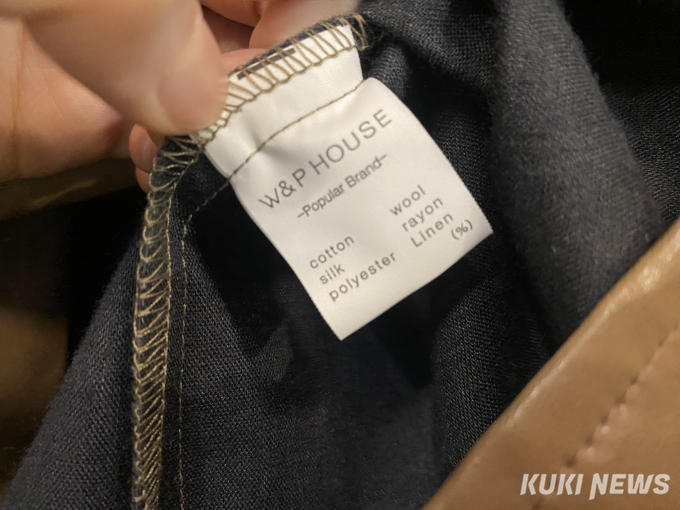 W&P HOUSE
-Popular Brand-
cotton wool
silk rayon
polyester Linen
(%)
KUKI NEWS